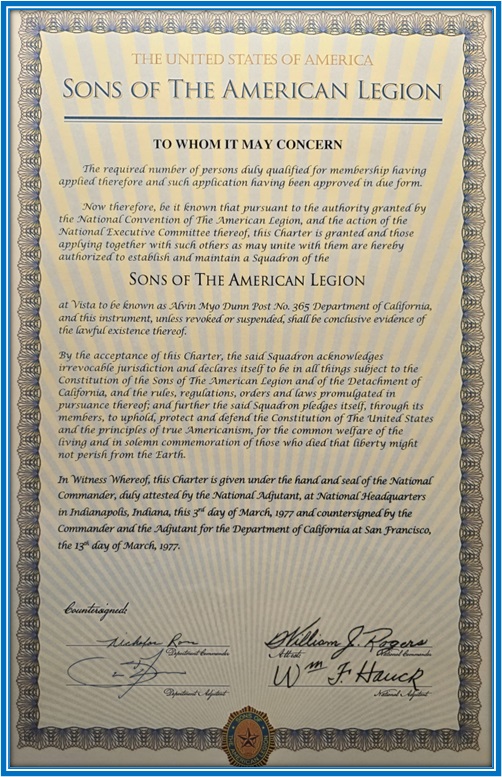 THE UNITED STATES OF AMERICA
SONS OF THE AMERICAN LEGION
TO WHOM IT MAY CONCERN
The required number of persons duly qualified for membership having
applied therefore and such application having been approved in due form.
Now therefore, be it known that pursuant to the authority granted by
the National Convention of The American Legion, and the action of the
National Executive Committee thereof, this Charter is granted and those
applying together with such others as may unite with them are hereby
authorized to establish and maintain a Squadron of the
SONS OF THE AMERICAN LEGION
at Vista to be known as Alvin Myo Dunn Post No. 365 Department of California,
and this instrument, unless revoked or suspended, shall be conclusive evidence of
the lawful existence thereof.
By the acceptance of this Charter, the said Squadron acknowledges
irrevocable jurisdiction and declares itself to be in all things subject to the
Constitution of the Sons of The American Legion and of the Detachment of
California, and the rules, regulations, orders and laws promulgated in
pursuance thereof; and further the said Squadron pledges itself, through its
members, to uphold, protect and defend the Constitution of The United States
and the principles of true Americanism, for the common welfare of the
living and in solemn commemoration of those who died that liberty might
not perish from the Earth.
In Witness Whereof, this Charter is given under the hand and seal of the National
Commander, duly attested by the National Adjutant, at National Headquarters
in Indianapolis, Indiana, this 3rd day of March, 1977 and countersigned by the
Commander and the Adjutant for the Department of California at San Francisco,
the 13th day of March, 1977.
Countersigned:
William J. Rogers
Department Commander
Attest:
National Commander
Wm F. Hauck
Department Adjutant
National Adjutant
SONS OF
THE AMERICAN LEGION